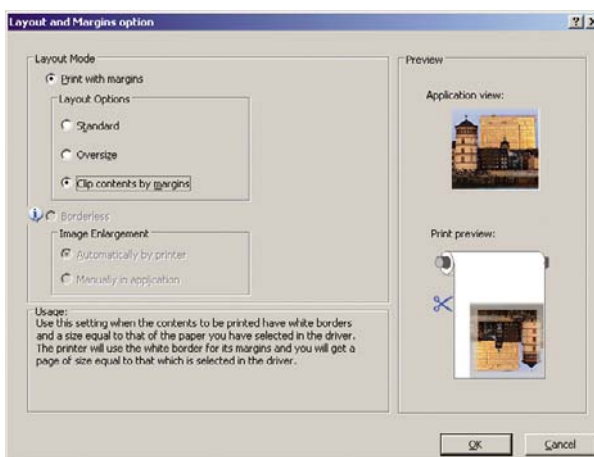 Layout and Margins option
Layout Mode
Print with margins
Layout Options
Standard
Oversize
Clip contents by margins
Borderless
Image Enlargement
Automatically by printer
Manually in application
Usage:
Use this setting when the contents to be printed have white borders
and a size equal to that of the paper you have selected in the driver.
The printer will use the white border for its margins and you will get a
page of size equal to that which is selected in the driver.
Preview
Application view:
Print preview:
OK
Cancel